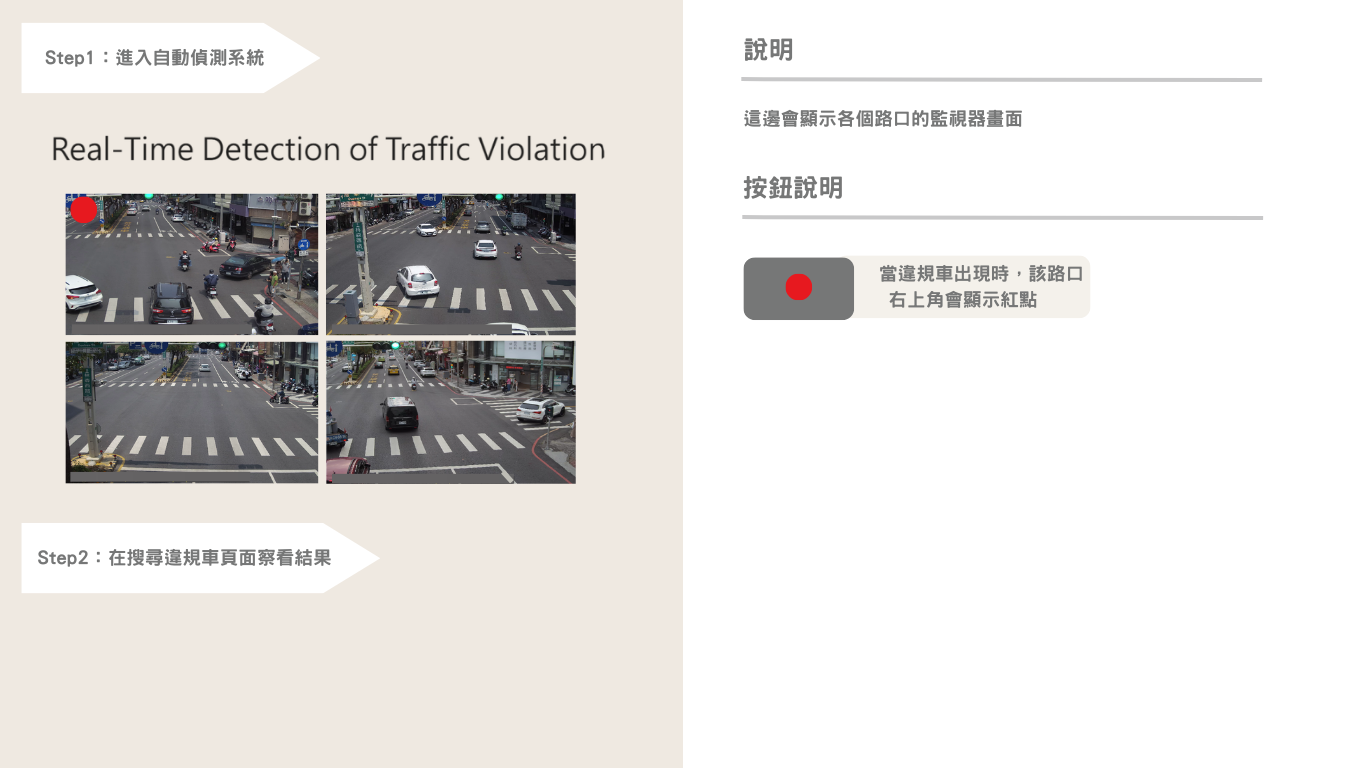 Step1：進入自動偵測系統
Real-Time Detection of Traffic Violation
Step2：在搜尋違規車頁面察看結果
說明
這邊會顯示各個路口的監視器畫面
按鈕說明
當違規車出現時，該路口
右上角會顯示紅點